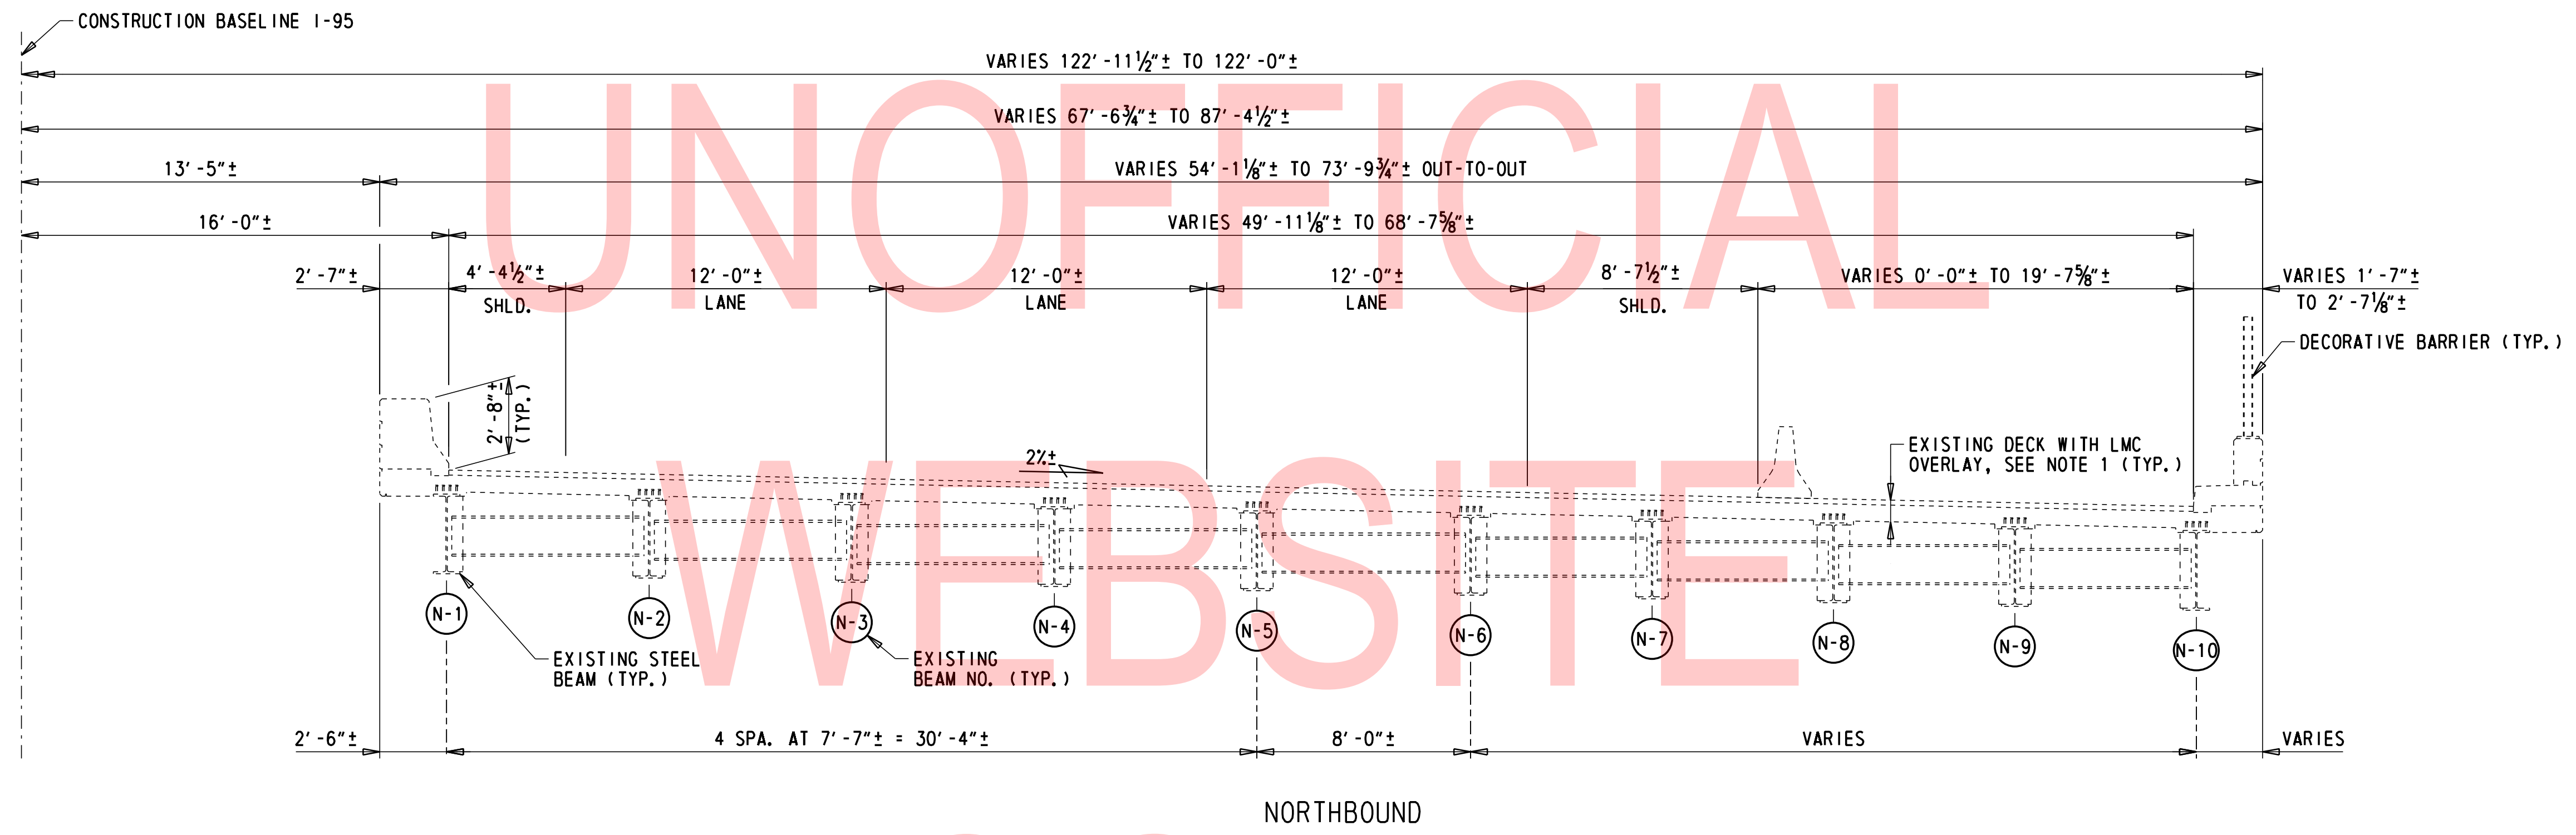 CONSTRUCTION BASELINE I-95
VARIES 122'-11½"± TO 122'-0"±
VARIES 67'-6¾"± TO 87'-4½"±
13'-5"±
VARIES 54'-1⅛"± TO 73'-9¾"± OUT-TO-OUT
16'-0"±
VARIES 49'-11⅛"± TO 68'-7⅝"±
2'-7"±
4'-4½"±
SHLD.
12'-0"±
LANE
12'-0"±
LANE
12'-0"±
LANE
8'-7½"±
SHLD.
VARIES 0'-0"± TO 19'-7⅝"±
VARIES 1'-7"±
TO 2'-7⅛"±
DECORATIVE BARRIER (TYP.)
2'-8"±
(TYP.)
2%±
EXISTING DECK WITH LMC
OVERLAY, SEE NOTE 1 (TYP.)
N-1
N-2
N-3
N-4
N-5
N-6
N-7
N-8
N-9
N-10
EXISTING STEEL
BEAM (TYP.)
EXISTING
BEAM NO. (TYP.)
2'-6"±
4 SPA. AT 7'-7"± = 30'-4"±
8'-0"±
VARIES
VARIES
NORTHBOUND
UNOFFICIAL
WEBSITE